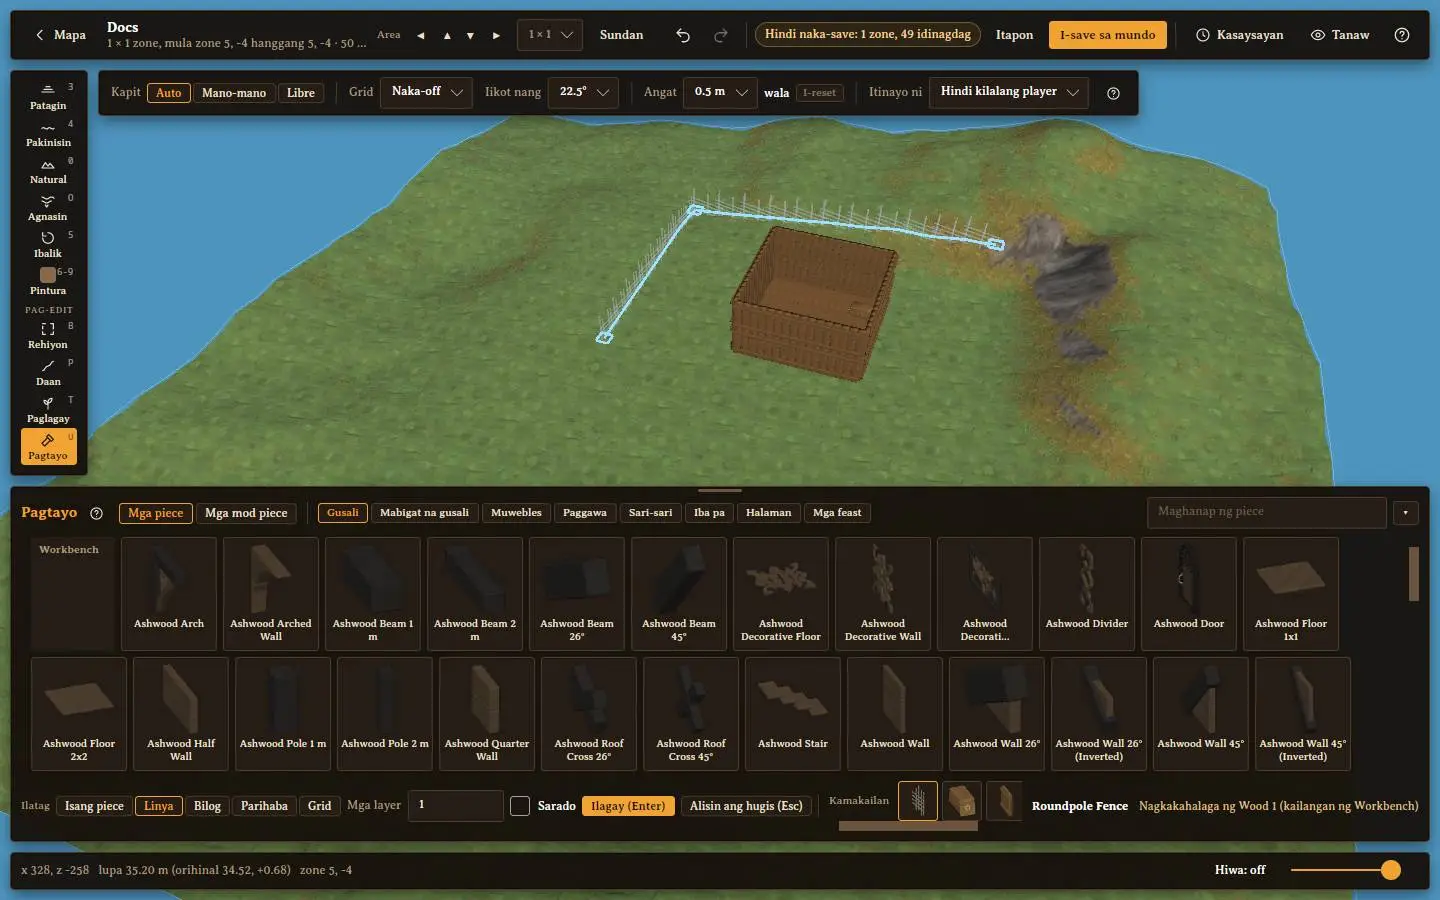 Mapa
Docs
1 × 1 zone, mula zone 5, -4 hanggang 5, -4 · 50 ...
Area
1 × 1
Sundan
Hindi naka-save: 1 zone, 49 idinagdag
Itapon
I-save sa mundo
Kasaysayan
Tanaw
3
Patagin
4
Pakinisin
0
Natural
O
Agnasin
5
Ibalik
6-9
Pintura
PAG-EDIT
B
Rehiyon
P
Daan
T
Paglagay
U
Pagtayo
Kapit
Auto
Mano-mano
Libre
Grid
Naka-off
Iikot nang
22.5°
Angat
0.5 m
wala
I-reset
Itinayo ni
Hindi kilalang player
Pagtayo
Mga piece
Mga mod piece
Gusali
Mabigat na gusali
Muwebles
Paggawa
Sari-sari
Iba pa
Halaman
Mga feast
Maghanap ng piece
Workbench
Ashwood Arch
Ashwood Arched
Wall
Ashwood Beam 1
m
Ashwood Beam 2
m
Ashwood Beam
26°
Ashwood Beam
45°
Ashwood
Decorative Floor
Ashwood
Decorative Wall
Ashwood
Decorati...
Ashwood Divider
Ashwood Door
Ashwood Floor
1x1
Ashwood Floor
2x2
Ashwood Half
Wall
Ashwood Pole 1 m
Ashwood Pole 2 m
Ashwood Quarter
Wall
Ashwood Roof
Cross 26°
Ashwood Roof
Cross 45°
Ashwood Stair
Ashwood Wall
Ashwood Wall 26°
Ashwood Wall 26°
(Inverted)
Ashwood Wall 45°
Ashwood Wall 45°
(Inverted)
Ilatag
Isang piece
Linya
Bilog
Parihaba
Grid
Mga layer
1
Sarado
Ilagay (Enter)
Alisin ang hugis (Esc)
Kamakailan
Roundpole Fence
Nagkakahalaga ng Wood 1 (kailangan ng Workbench)
x 328, z -258 lupa 35.20 m (orihinal 34.52, +0.68) zone 5, -4
Hiwa: off